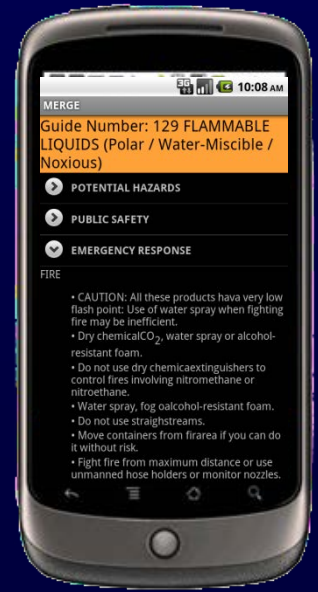 3G
10:08 AM
MERGE
Guide Number: 129 FLAMMABLE
LIQUIDS (Polar / Water-Miscible /
Noxious)
POTENTIAL HAZARDS
PUBLIC SAFETY
EMERGENCY RESPONSE
FIRE
• CAUTION: All these products hava very low
flash point: Use of water spray when fighting
fire may be inefficient.
• Dry chemicalCO2, water spray or alcohol-
resistant foam.
• Do not use dry chemicaextinguishers to
control fires involving nitromethane or
nitroethane.
• Water spray, fog oalcohol-resistant foam.
• Do not use straighstreams.
• Move containers from firarea if you can do
it without risk.
• Fight fire from maximum distance or use
unmanned hose holders or monitor nozzles.